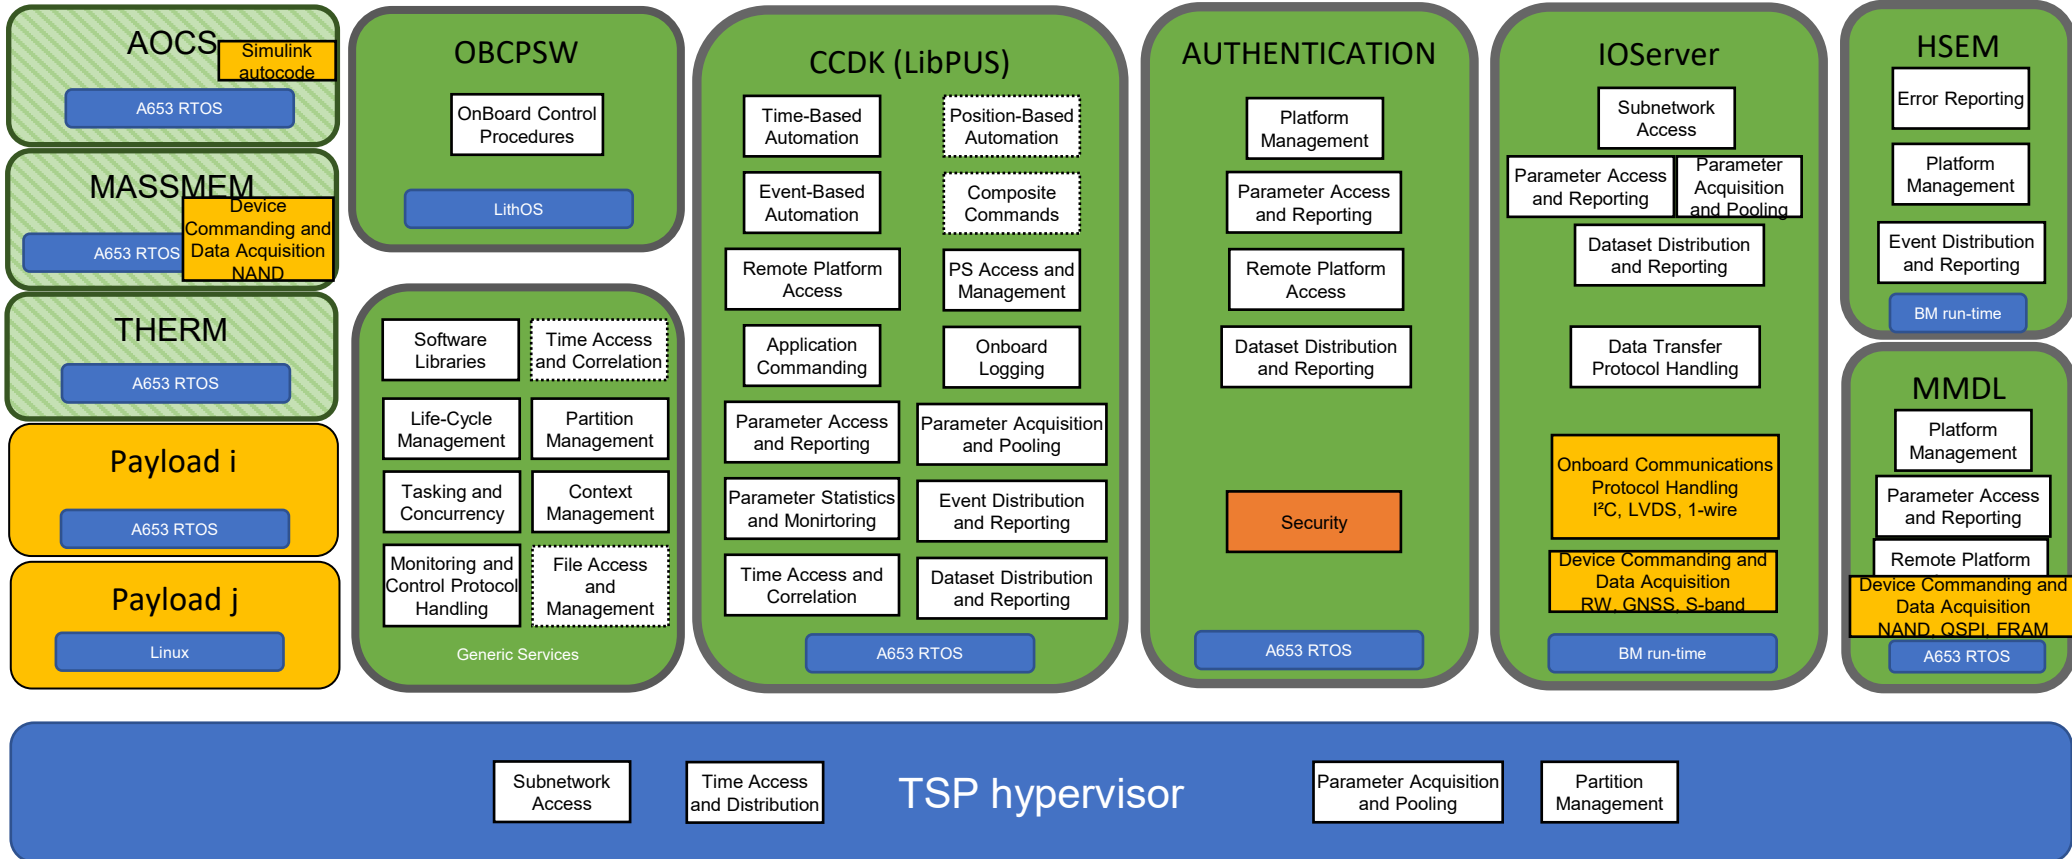 AOCS
Simulink
autocode
A653 RTOS
MASSMEM
Device
Commanding and
Data Acquisition
NAND
A653 RTOS
THERM
A653 RTOS
Payload i
A653 RTOS
Payload j
Linux
OBCPSW
OnBoard Control
Procedures
LithOS
Software
Libraries
Time Access
and Correlation
Life-Cycle
Management
Partition
Management
Tasking and
Concurrency
Context
Management
Monitoring and
Control Protocol
Handling
File Access
and
Management
Generic Services
CCDK (LibPUS)
Time-Based
Automation
Position-Based
Automation
Event-Based
Automation
Composite
Commands
Remote Platform
Access
PS Access and
Management
Application
Commanding
Onboard
Logging
Parameter Access
and Reporting
Parameter Acquisition
and Pooling
Parameter Statistics
and Monirtoring
Event Distribution
and Reporting
Time Access and
Correlation
Dataset Distribution
and Reporting
A653 RTOS
AUTHENTICATION
Platform
Management
Parameter Access
and Reporting
Remote Platform
Access
Dataset Distribution
and Reporting
Security
A653 RTOS
IOServer
Subnetwork
Access
Parameter Access
and Reporting
Parameter
Acquisition
and Pooling
Dataset Distribution
and Reporting
Data Transfer
Protocol Handling
Onboard Communications
Protocol Handling
I²C, LVDS, 1-wire
Device Commanding and
Data Acquisition
RW, GNSS, S-band
BM run-time
HSEM
Error Reporting
Platform
Management
Event Distribution
and Reporting
BM run-time
MMDL
Platform
Management
Parameter Access
and Reporting
Remote Platform
Device Commanding and
Data Acquisition
NAND, QSPI, FRAM
A653 RTOS
Subnetwork
Access
Time Access
and Distribution
TSP hypervisor
Parameter Acquisition
and Pooling
Partition
Management